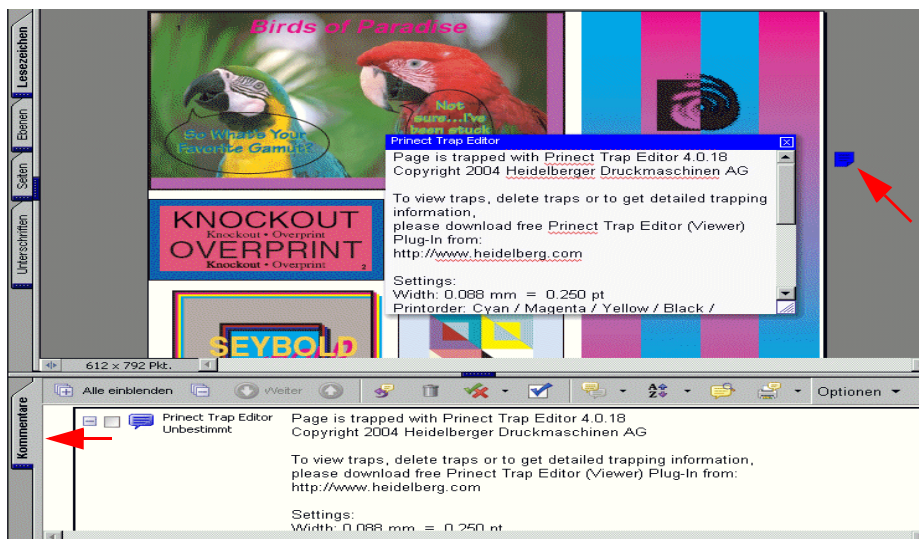 Lesezeichen
Ebenen
Seiten
Unterschriften
1
Birds of Paradise
So What's Your
Favorite Gamut?
Not
sure...I've
been stuck
KNOCKOUT
Knockout • Overprint
OVERPRINT
Knockout • Overprint
2
SEYBOLD
Prinect Trap Editor
Page is trapped with Prinect Trap Editor 4.0.18
Copyright 2004 Heidelberger Druckmaschinen AG
To view traps, delete traps or to get detailed trapping
information,
please download free Prinect Trap Editor (Viewer)
Plug-In from:
http://www.heidelberg.com
Settings:
Width: 0.088 mm = 0.250 pt
Printorder: Cyan / Magenta / Yellow / Black /
612 x 792 Pkt.
Kommentare
Alle einblenden
Weiter
Optionen
Prinect Trap Editor
Unbestimmt
Page is trapped with Prinect Trap Editor 4.0.18
Copyright 2004 Heidelberger Druckmaschinen AG
To view traps, delete traps or to get detailed trapping information,
please download free Prinect Trap Editor (Viewer) Plug-In from:
http://www.heidelberg.com
Settings:
Width: 0.088 mm = 0.250 pt